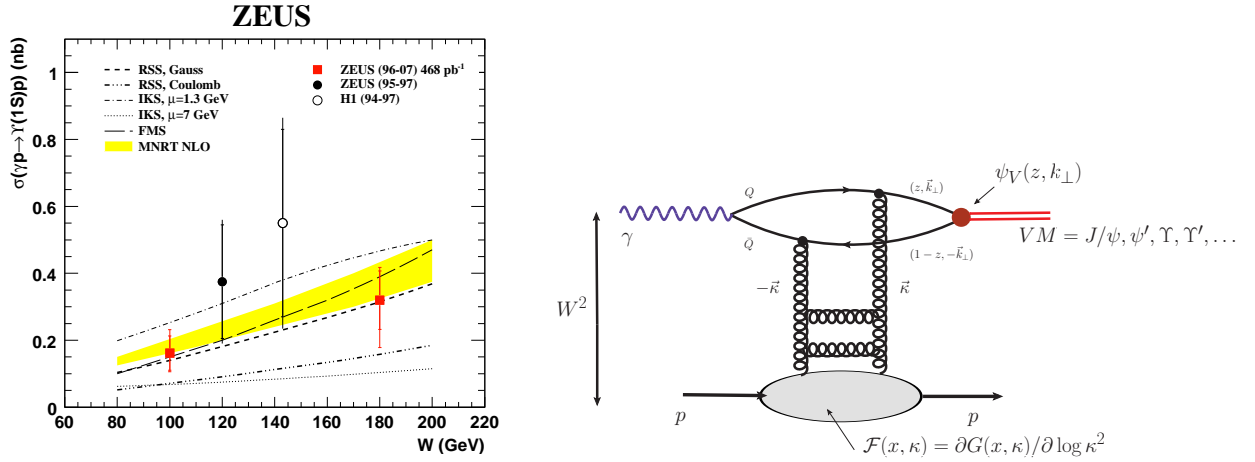 ZEUS
σ(γp→Υ(1S)p) (nb)
1
0.8
0.6
0.4
0.2
0
RSS, Gauss
RSS, Coulomb
IKS, μ=1.3 GeV
IKS, μ=7 GeV
FMS
MNRT NLO
ZEUS (96-07) 468 pb⁻¹
ZEUS (95-97)
H1 (94-97)
60 80 100 120 140 160 180 200 220
W (GeV)
ψ_V(z, k_⊥)
Q
(z, k⃗_⊥)
γ
Q̄
(1 − z, −k⃗_⊥)
VM = J/ψ, ψ′, Υ, Υ′, …
−κ⃗
κ⃗
W²
p
p
F(x, κ) = ∂G(x, κ)/∂ log κ²